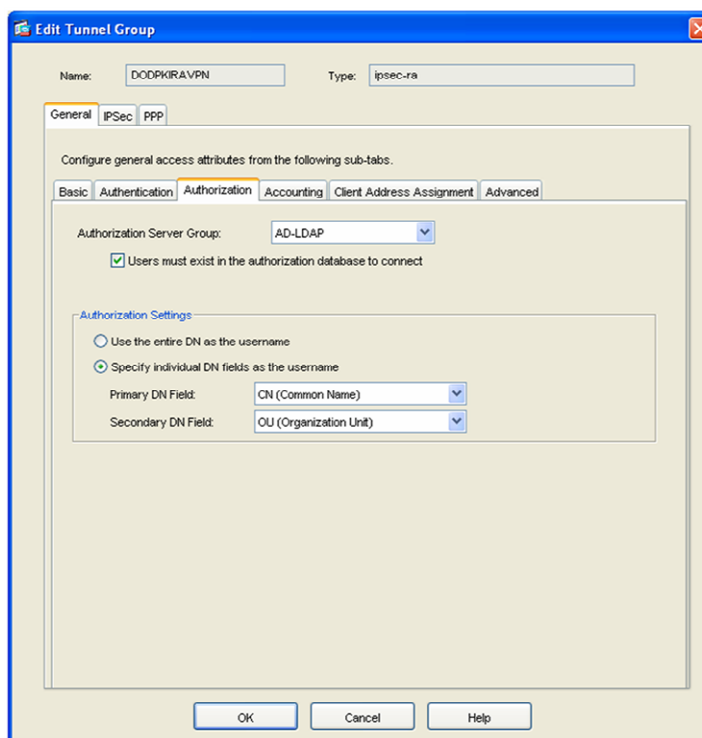 Edit Tunnel Group
Name: DODPKIRAVPN Type: ipsec-ra
General IPSec PPP
Configure general access attributes from the following sub-tabs.
Basic Authentication Authorization Accounting Client Address Assignment Advanced
Authorization Server Group: AD-LDAP
Users must exist in the authorization database to connect
Authorization Settings
Use the entire DN as the username
Specify individual DN fields as the username
Primary DN Field: CN (Common Name)
Secondary DN Field: OU (Organization Unit)
OK Cancel Help